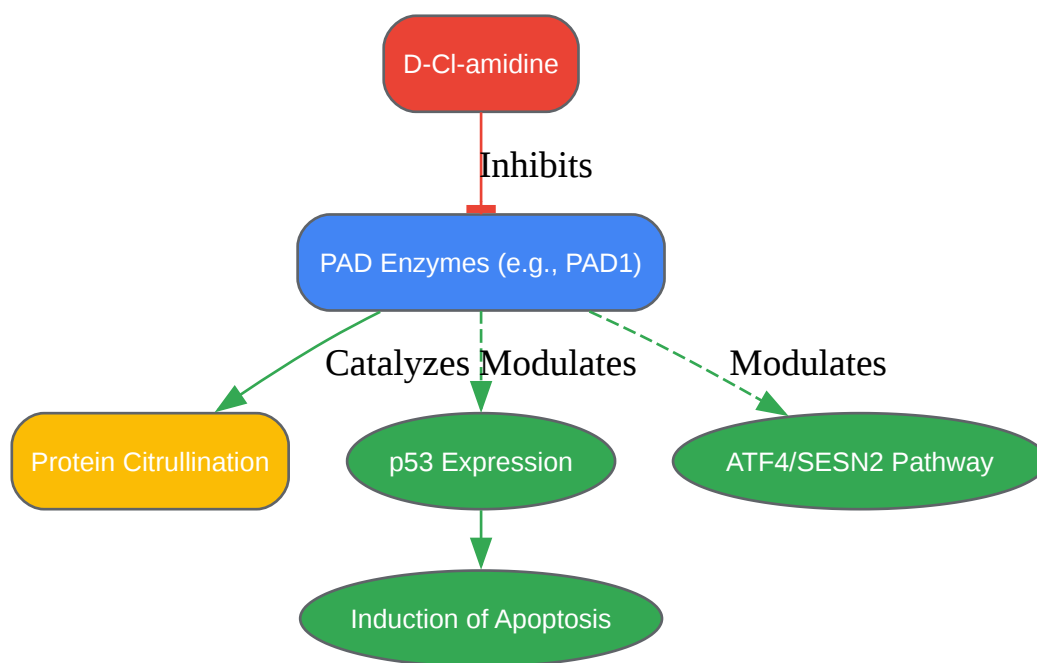 D-Cl-amidine
Inhibits
PAD Enzymes (e.g., PAD1)
Catalyzes
Modulates
Modulates
Protein Citrullination
p53 Expression
ATF4/SESN2 Pathway
Induction of Apoptosis